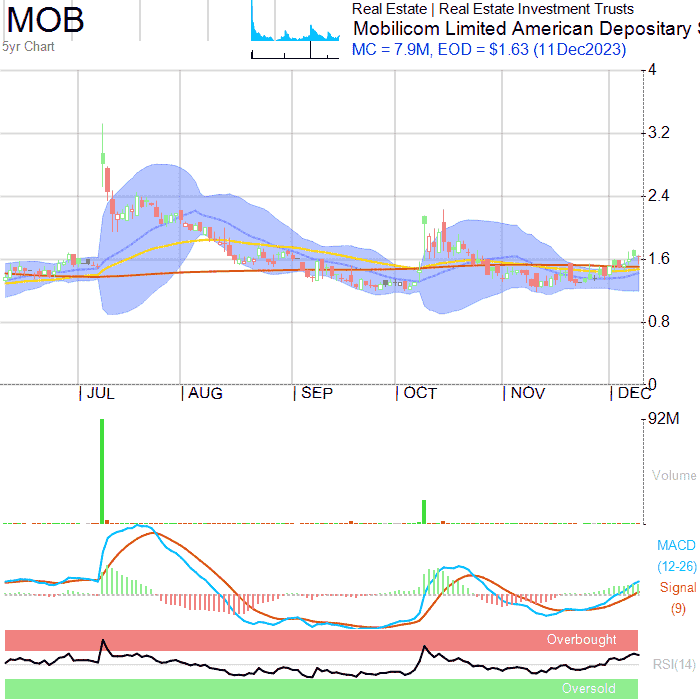 MOB
5yr Chart
Real Estate | Real Estate Investment Trusts
Mobilicom Limited American Depositary
MC = 7.9M, EOD = $1.63 (11Dec2023)
4
3.2
2.4
1.6
0.8
0
JUL AUG SEP OCT NOV DEC
92M
Volume
MACD
(12-26)
Signal
(9)
Overbought
RSI(14)
Oversold